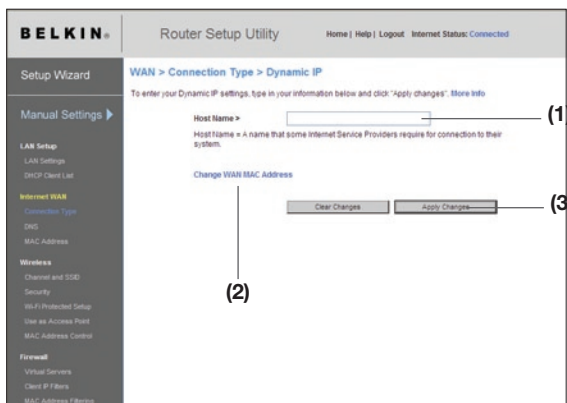 BELKIN®
Router Setup Utility
Home | Help | Logout Internet Status: Connected
Setup Wizard
Manual Settings
LAN Setup
LAN Settings
DHCP Client List
Internet WAN
Connection Type
DNS
MAC Address
Wireless
Channel and SSID
Security
Wi-Fi Protected Setup
Use as Access Point
MAC Address Control
Firewall
Virtual Servers
Client IP Filters
MAC Address Filtering
WAN > Connection Type > Dynamic IP
To enter your Dynamic IP settings, type in your information below and click "Apply changes". More Info
Host Name >
(1)
Host Name = A name that some Internet Service Providers require for connection to their
system.
Change WAN MAC Address
Clear Changes
Apply Changes
(3
(2)